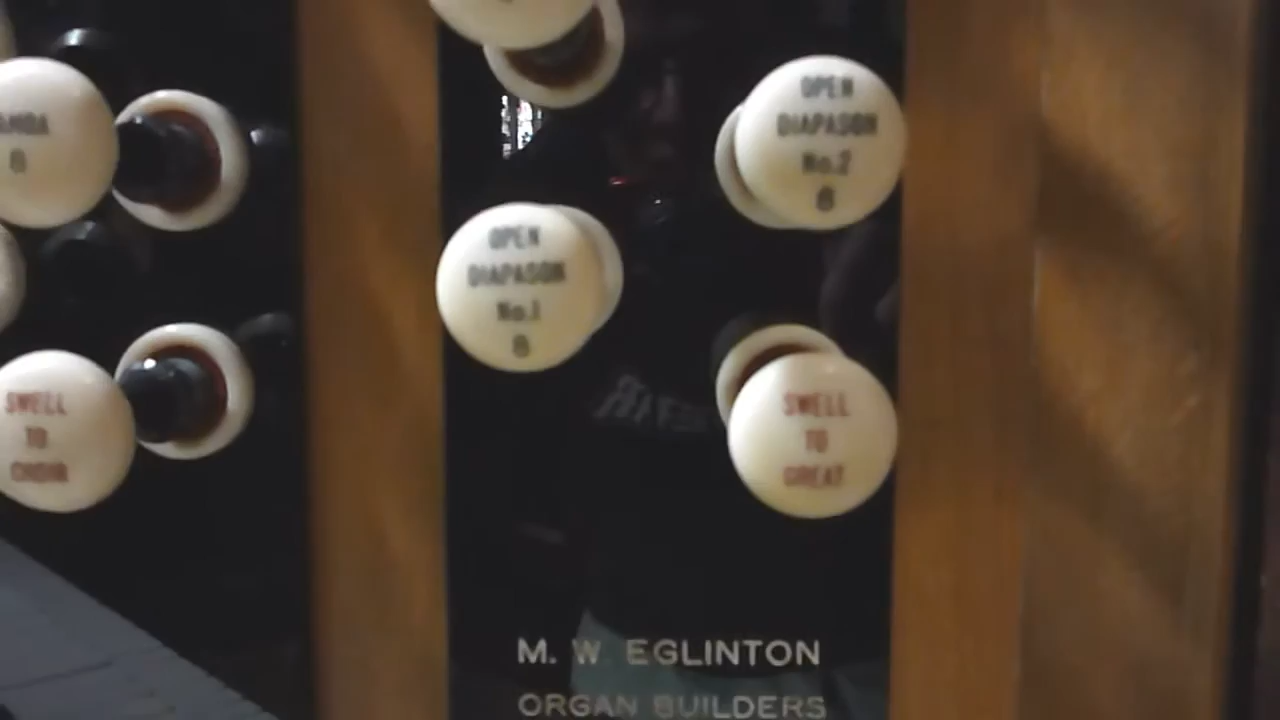 OPEN
DIAPASON
No.2
8
OPEN
DIAPASON
No.1
8
8
SWELL
TO
CHOIR
SWELL
TO
GREAT
M. W. EGLINTON
ORGAN BUILDERS